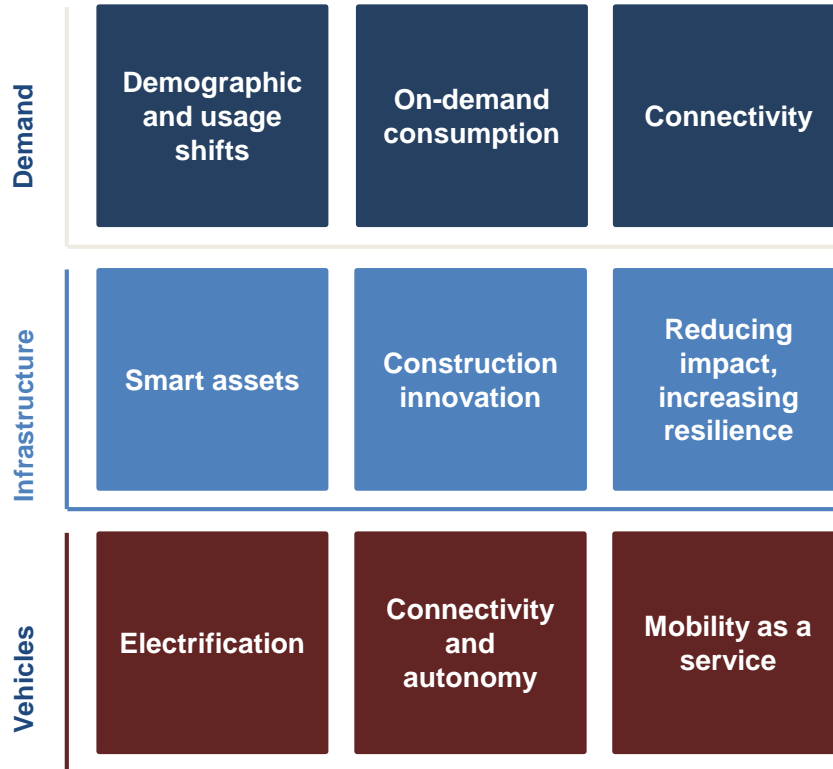 Demand
Demographic
and usage
shifts
On-demand
consumption
Connectivity
Infrastructure
Smart assets
Construction
innovation
Reducing
impact,
increasing
resilience
Vehicles
Electrification
Connectivity
and
autonomy
Mobility as a
service